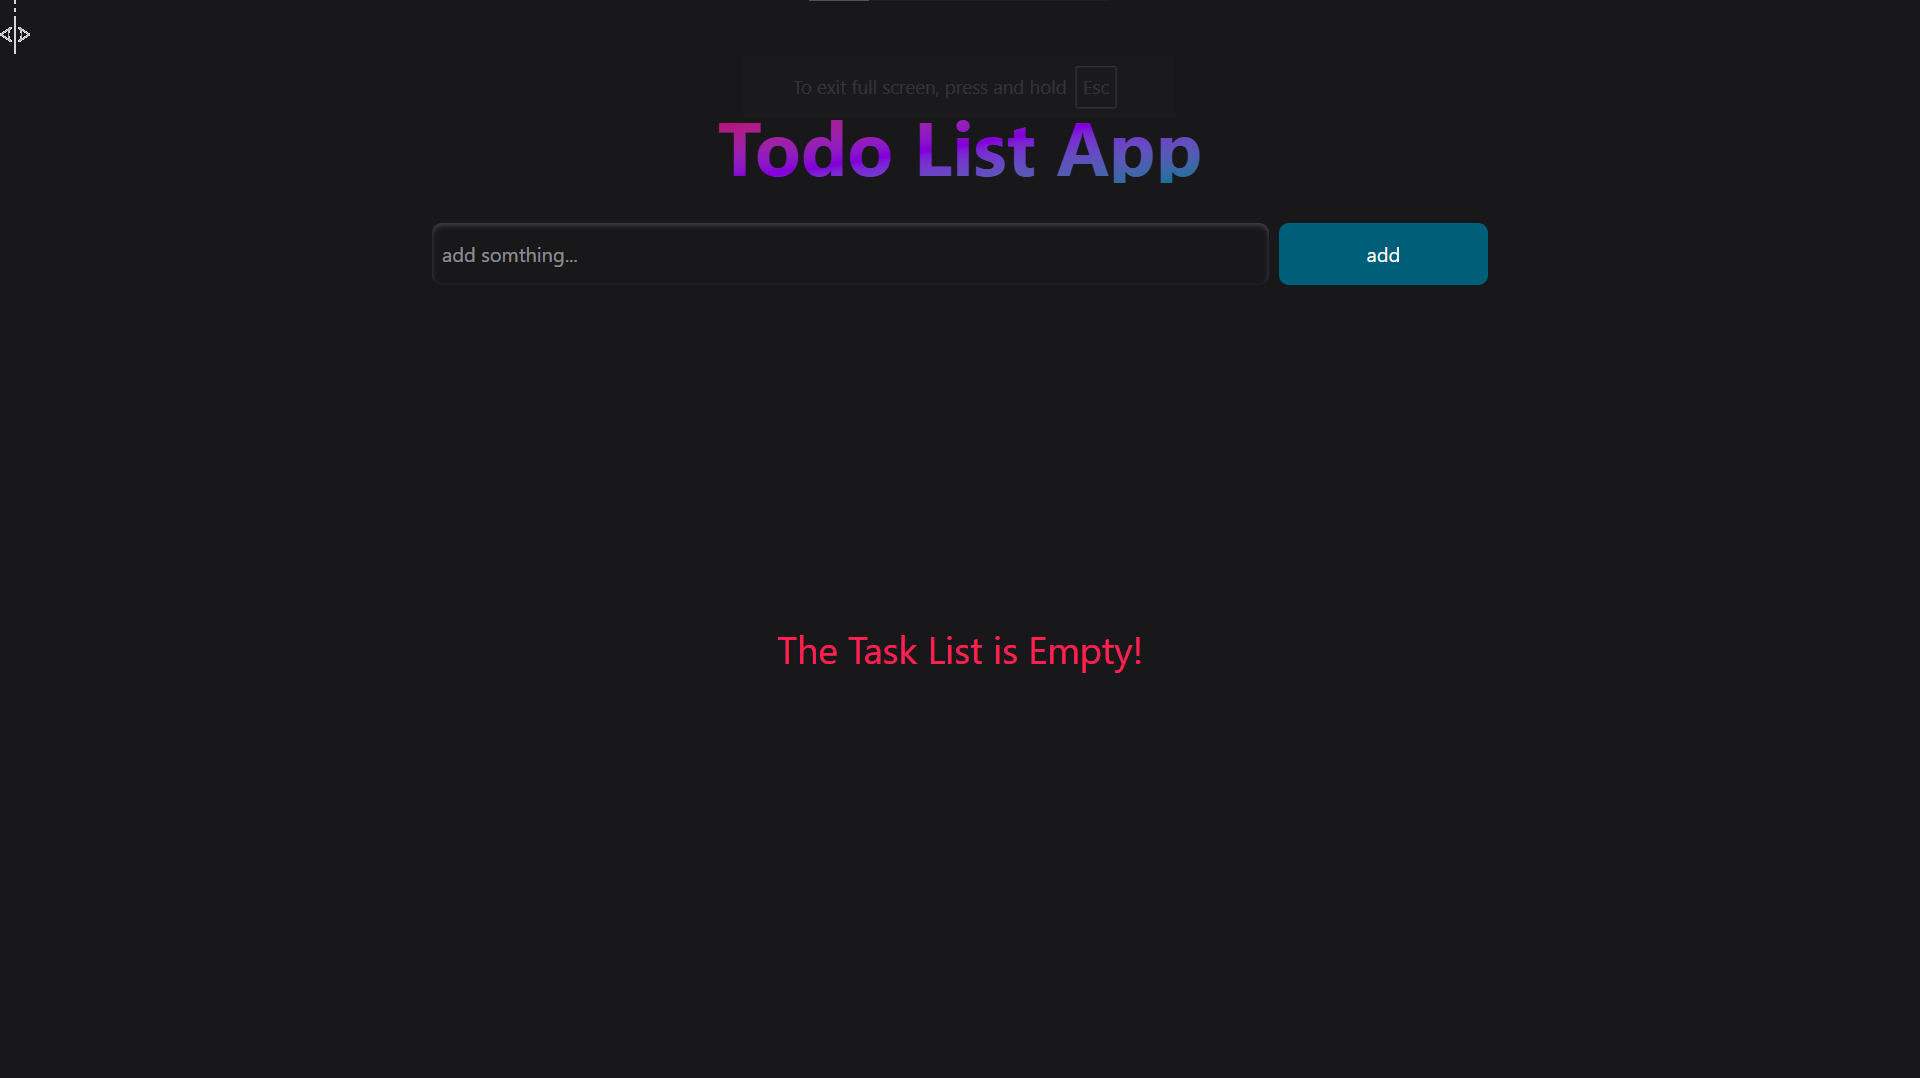 To exit full screen, press and hold Esc
Todo List App
add somthing...
add
The Task List is Empty!